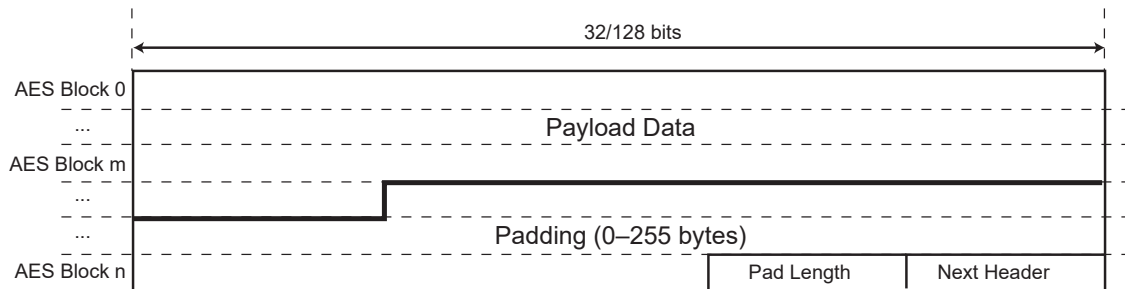 32/128 bits
AES Block 0
...
Payload Data
AES Block m
...
...
Padding (0–255 bytes)
AES Block n
Pad Length
Next Header